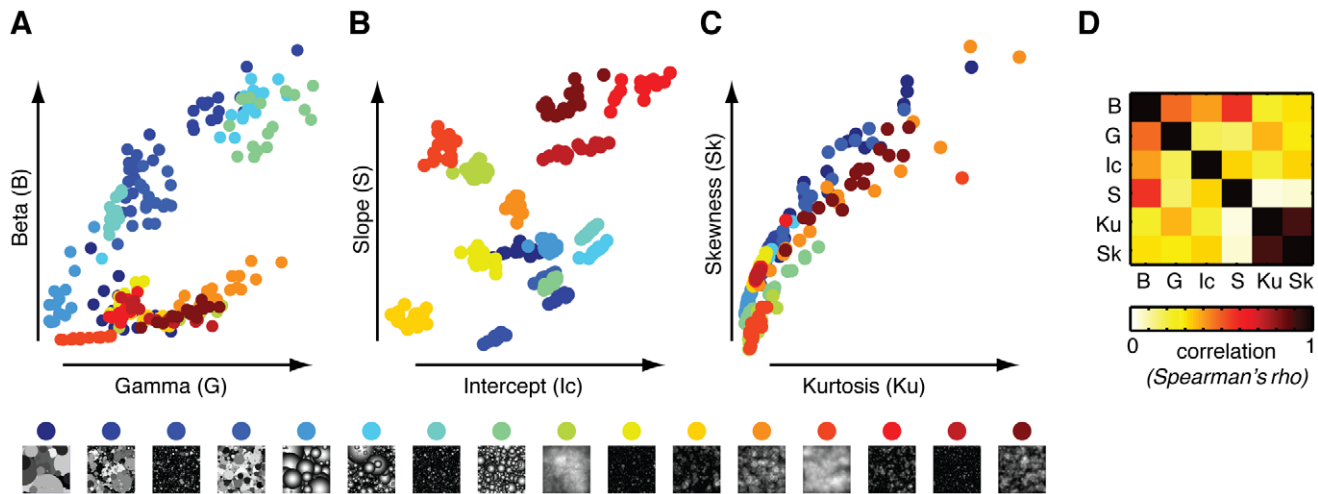 A
B
C
D
Beta (B)
Gamma (G)
Slope (S)
Intercept (Ic)
Skewness (Sk)
Kurtosis (Ku)
B
G
Ic
S
Ku
Sk
B G Ic S Ku Sk
0 1
correlation
(Spearman's rho)